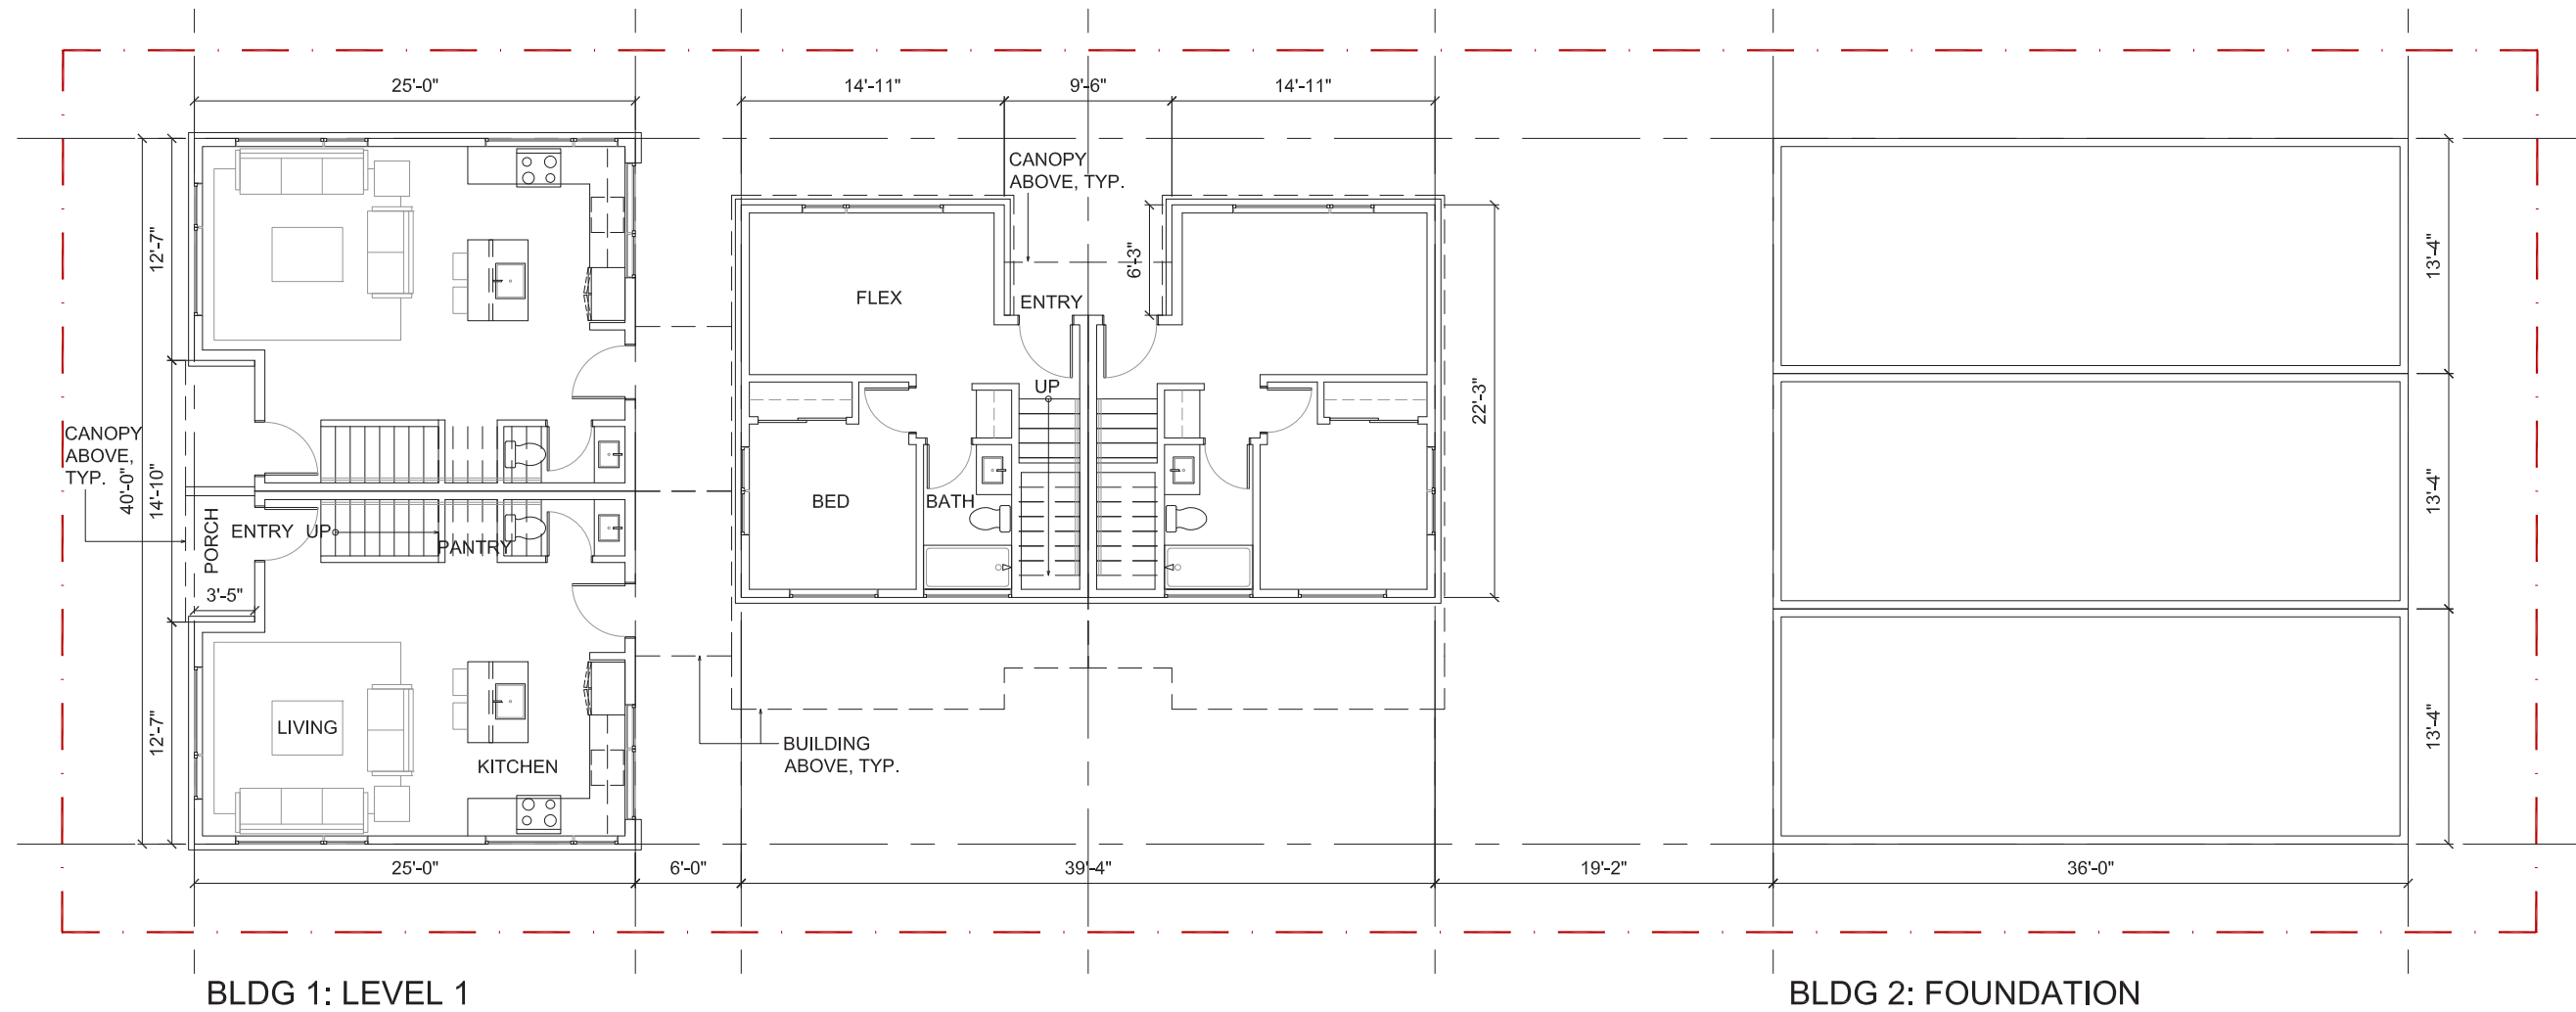 25'-0"
14'-11"
9'-6"
14'-11"
CANOPY
ABOVE, TYP.
12'-7"
6'-3"
13'-4"
FLEX
ENTRY
UP
22'-3"
CANOPY
ABOVE,
TYP.
40'-0"
14'-10"
13'-4"
BED
BATH
PORCH
ENTRY
UP
PANTRY
3'-5"
LIVING
12'-7"
13'-4"
KITCHEN
BUILDING
ABOVE, TYP.
25'-0"
6'-0"
39'-4"
19'-2"
36'-0"
BLDG 1: LEVEL 1
BLDG 2: FOUNDATION